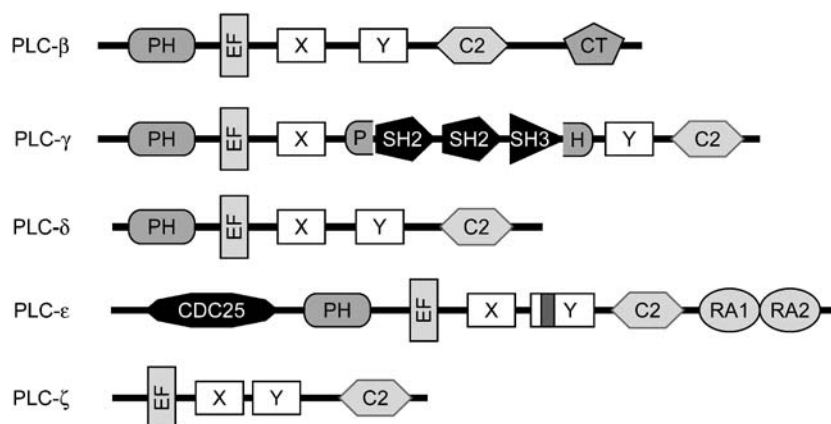 PLC-β PH EF X Y C2 CT
PLC-γ PH EF X P SH2 SH2 SH3 H Y C2
PLC-δ PH EF X Y C2
PLC-ε CDC25 PH EF X Y C2 RA1 RA2
PLC-ζ EF X Y C2